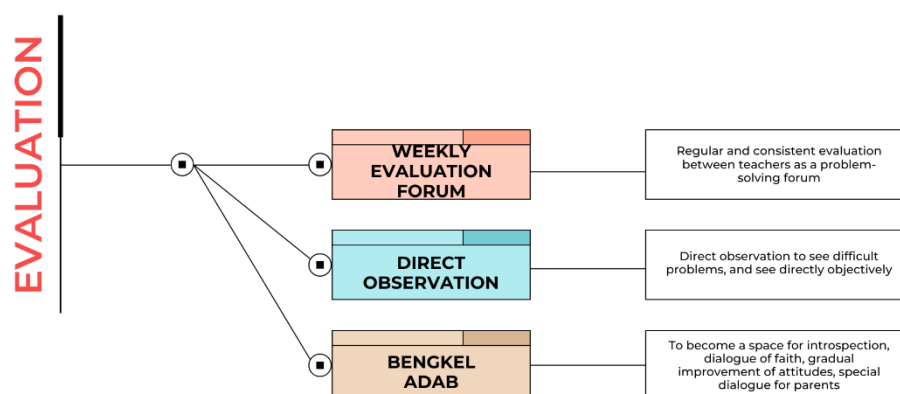 EVALUATION
WEEKLY
EVALUATION
FORUM
Regular and consistent evaluation
between teachers as a problem-
solving forum
DIRECT
OBSERVATION
Direct observation to see difficult
problems, and see directly objectively
BENGKEL
ADAB
To become a space for introspection,
dialogue of faith, gradual
improvement of attitudes, special
dialogue for parents